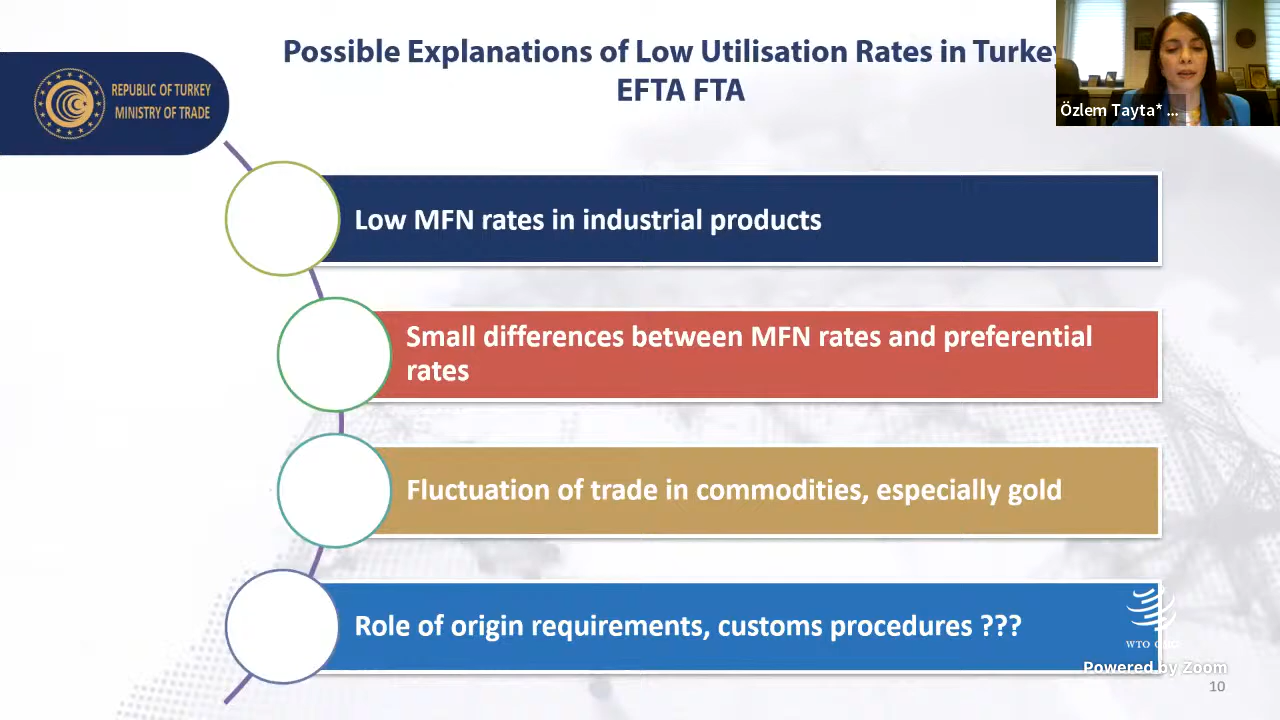 Possible Explanations of Low Utilisation Rates in Turkey
EFTA FTA
REPUBLIC OF TURKEY
MINISTRY OF TRADE
Özlem Tayta* ...
Low MFN rates in industrial products
Small differences between MFN rates and preferential
rates
Fluctuation of trade in commodities, especially gold
Role of origin requirements, customs procedures ???
WTO OMC
Powered by Zoom
10